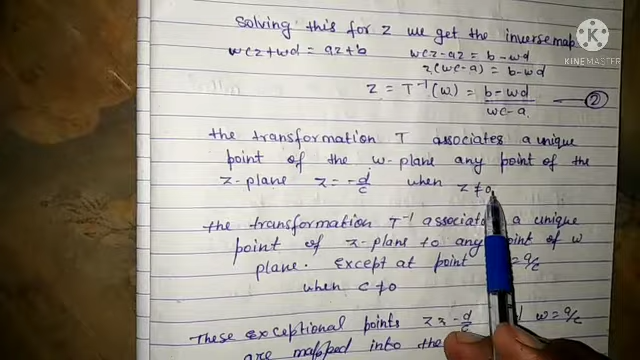 Solving this for z we get the inverse map
wcz+wd = az+b wcz-az = b-wd
z(wc-a) = b-wd
z = T⁻¹(w) = b-wd / wc-a. — ②
the transformation T associates a unique
point of the w-plane any point of the
z-plane z = -d/c when z≠0
the transformation T⁻¹ associate a unique
point of z-plane to any point of w
plane. Except at point = a/c
when c≠0
These exceptional points z = -d/c w = a/c
are mapped into the
KINEMASTER